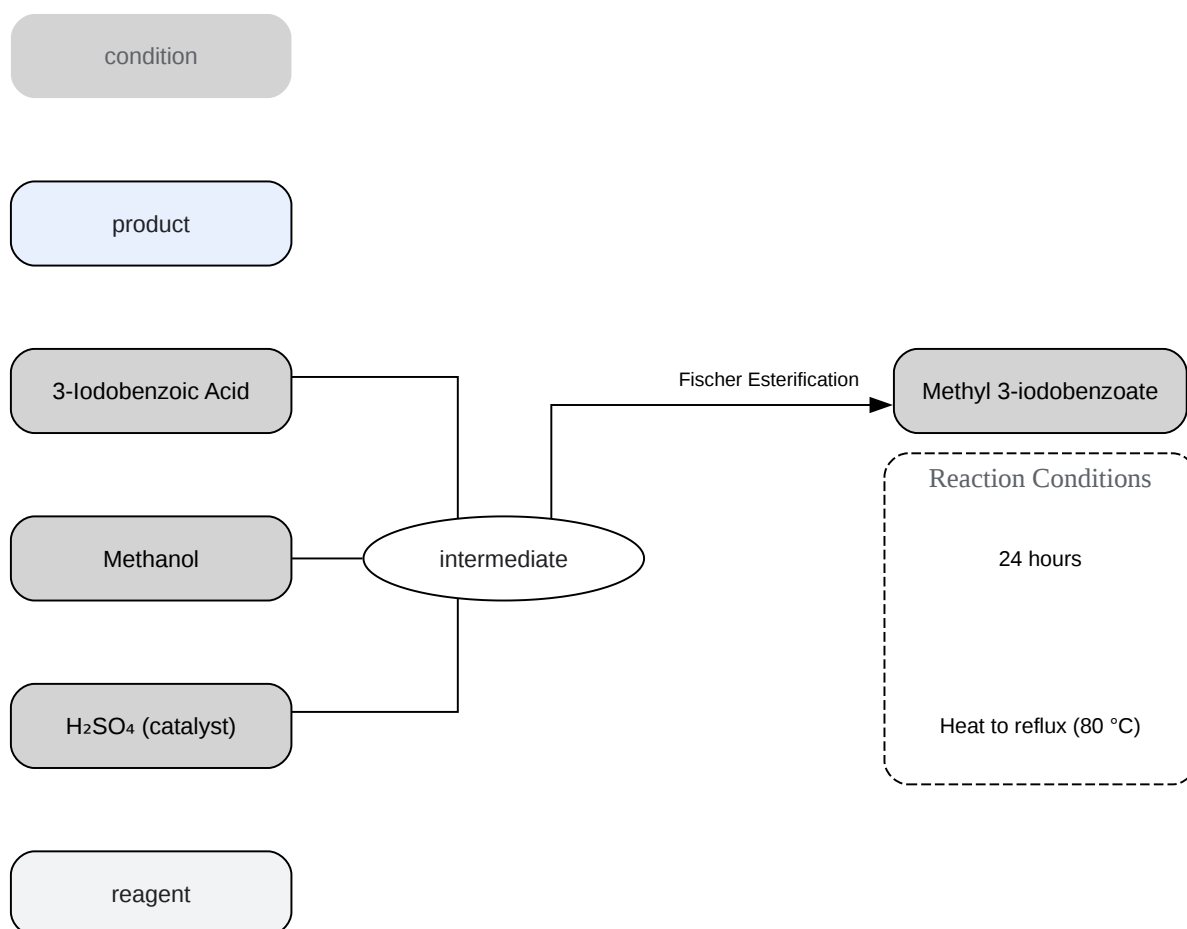 condition
product
3-Iodobenzoic Acid
Fischer Esterification
Methyl 3-iodobenzoate
Reaction Conditions
Methanol
intermediate
24 hours
H₂SO₄ (catalyst)
Heat to reflux (80 °C)
reagent